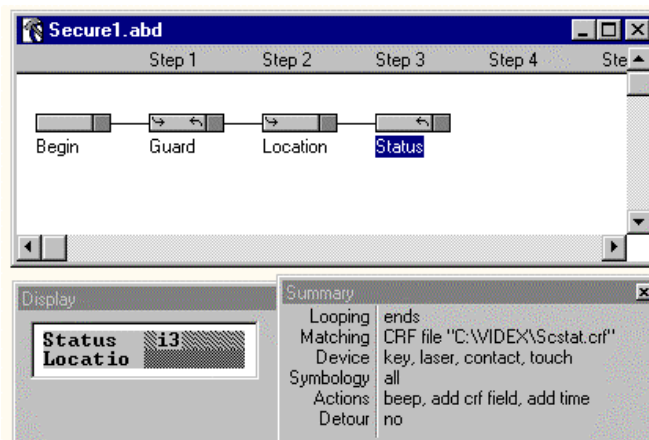 Secure1.abd
Step 1 Step 2 Step 3 Step 4 Ste
Begin Guard Location Status
Display
Status i3
Locatio
Summary
Looping ends
Matching CRF file "C:\VIDEX\Scstat.crf"
Device key, laser, contact, touch
Symbology all
Actions beep, add crf field, add time
Detour no